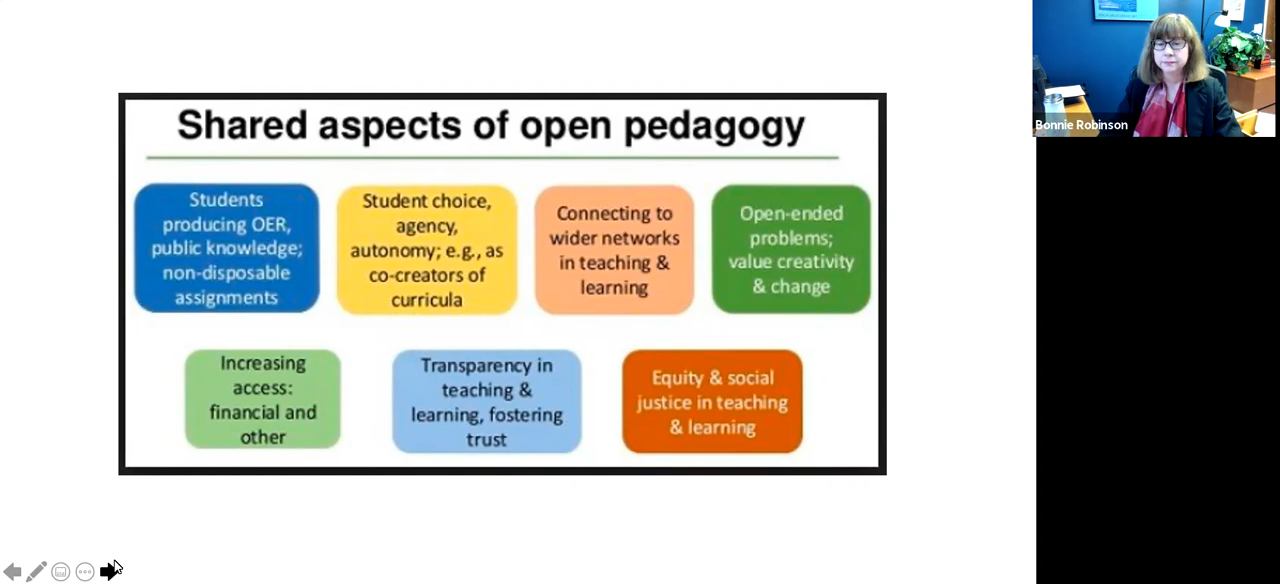 Shared aspects of open pedagogy
Students
producing OER,
public knowledge;
non-disposable
assignments
Student choice,
agency,
autonomy; e.g., as
co-creators of
curricula
Connecting to
wider networks
in teaching &
learning
Open-ended
problems;
value creativity
& change
Increasing
access:
financial and
other
Transparency in
teaching &
learning, fostering
trust
Equity & social
justice in teaching
& learning
Bonnie Robinson